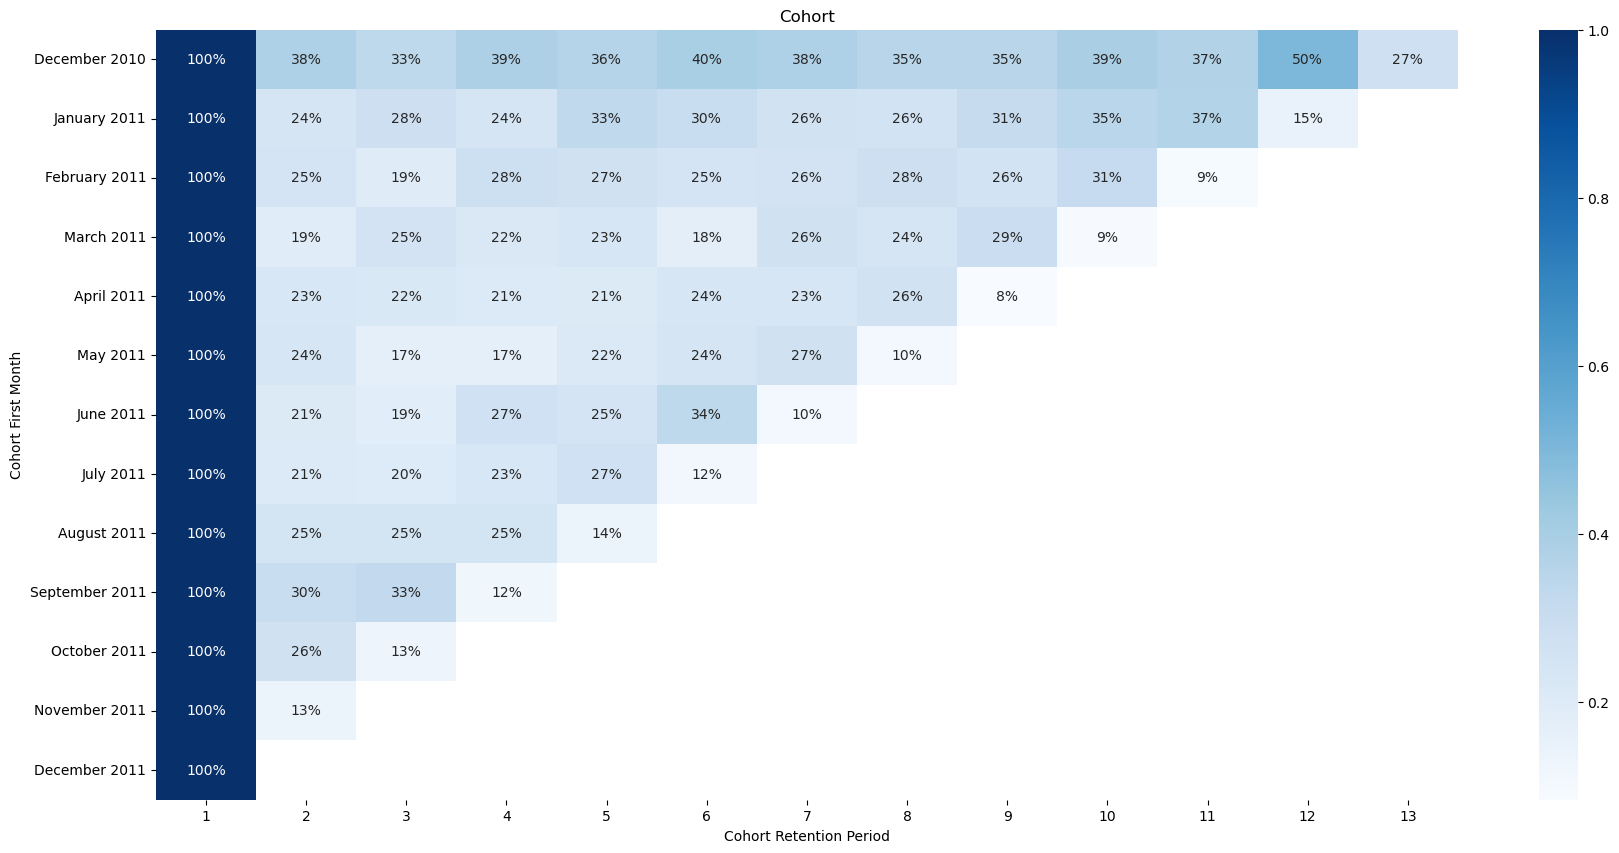 Cohort
December 2010 100% 38% 33% 39% 36% 40% 38% 35% 35% 39% 37% 50% 27%
January 2011 100% 24% 28% 24% 33% 30% 26% 26% 31% 35% 37% 15%
February 2011 100% 25% 19% 28% 27% 25% 26% 28% 26% 31% 9%
March 2011 100% 19% 25% 22% 23% 18% 26% 24% 29% 9%
April 2011 100% 23% 22% 21% 21% 24% 23% 26% 8%
May 2011 100% 24% 17% 17% 22% 24% 27% 10%
June 2011 100% 21% 19% 27% 25% 34% 10%
July 2011 100% 21% 20% 23% 27% 12%
August 2011 100% 25% 25% 25% 14%
September 2011 100% 30% 33% 12%
October 2011 100% 26% 13%
November 2011 100% 13%
December 2011 100%
1 2 3 4 5 6 7 8 9 10 11 12 13
Cohort Retention Period
Cohort First Month
1.0
0.8
0.6
0.4
0.2